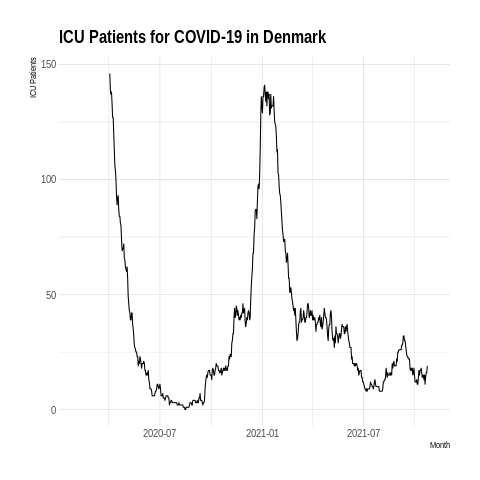 ICU Patients for COVID-19 in Denmark
ICU Patients
150
100
50
0
2020-07
2021-01
2021-07
Month